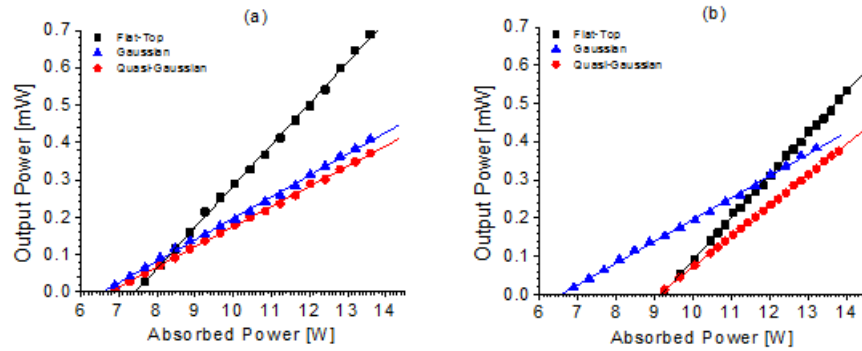 (a)
0.7
0.6
0.5
0.4
0.3
0.2
0.1
0.0
Output Power [mW]
Flat-Top
Gaussian
Quasi-Gaussian
6 7 8 9 10 11 12 13 14
Absorbed Power [W]
(b)
0.7
0.6
0.5
0.4
0.3
0.2
0.1
0.0
Output Power [mW]
Flat-Top
Gaussian
Quasi-Gaussian
6 7 8 9 10 11 12 13 14
Absorbed Power [W]